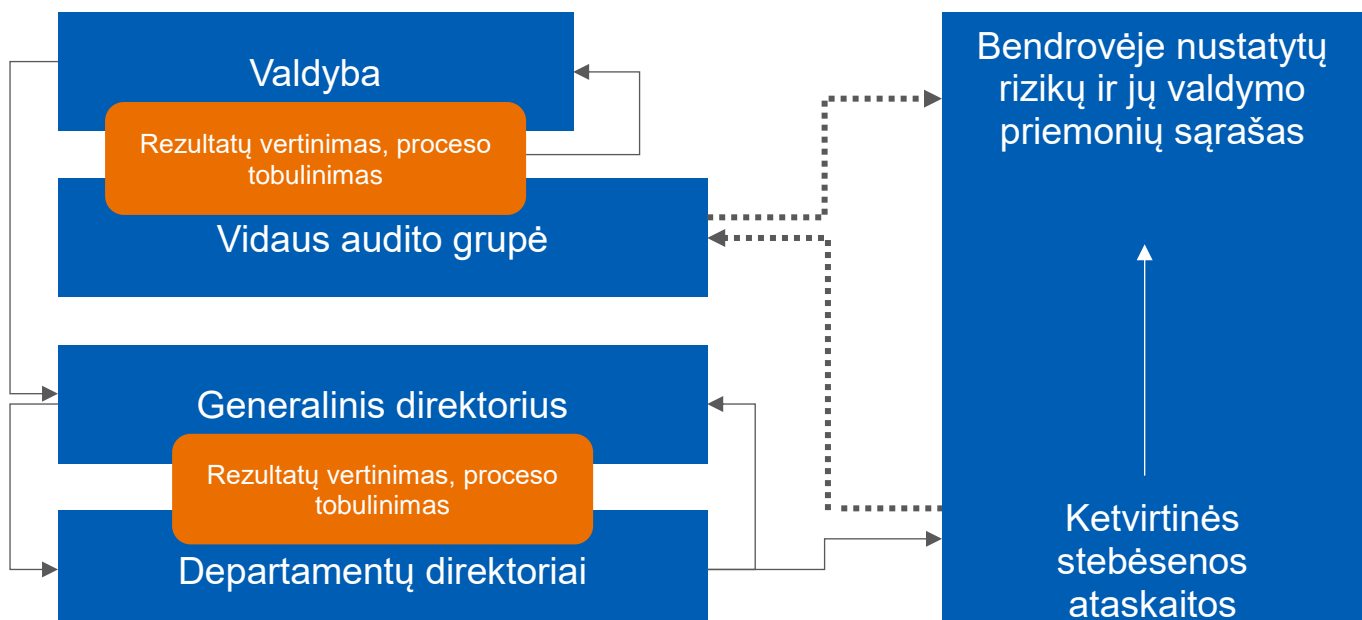 Valdyba
Rezultatų vertinimas, proceso
tobulinimas
Vidaus audito grupė
Generalinis direktorius
Rezultatų vertinimas, proceso
tobulinimas
Departamentų direktoriai
Bendrovėje nustatytų
rizikų ir jų valdymo
priemonių sąrašas
Ketvirtinės
stebėsenos
ataskaitos